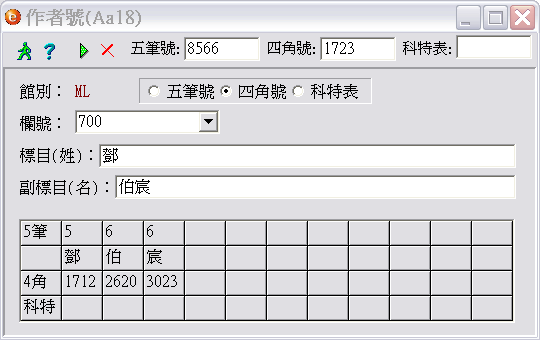 作者號(Aa18)
五筆號: 8566 四角號: 1723 科特表:
館別： ML 五筆號 四角號 科特表
欄號： 700
標目(姓)：鄧
副標目(名)：伯宸
5筆 5 6 6
鄧 伯 宸
4角 1712 2620 3023
科特